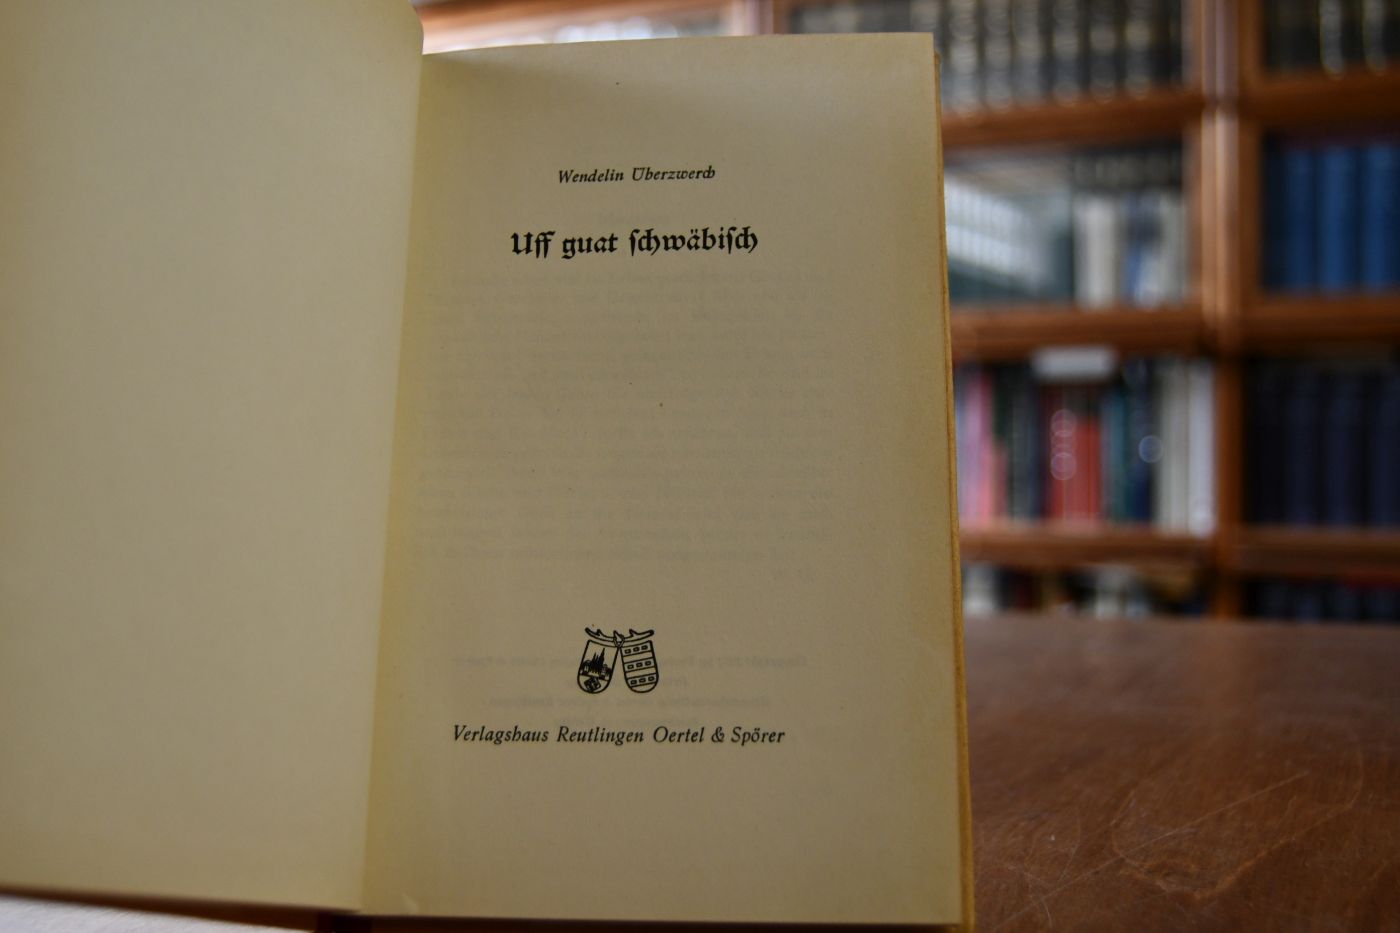 Wendelin Überzwerch
Uff guat ſchwäbiſch
Verlagshaus Reutlingen Oertel & Spörer